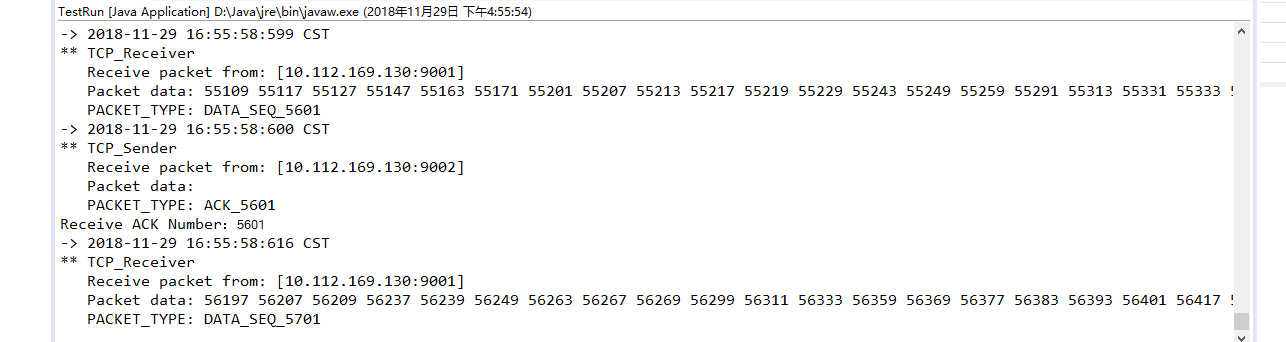 TestRun [Java Application] D:\Java\jre\bin\javaw.exe (2018年11月29日 下午4:55:54)
-> 2018-11-29 16:55:58:599 CST
** TCP_Receiver
   Receive packet from: [10.112.169.130:9001]
   Packet data: 55109 55117 55127 55147 55163 55171 55201 55207 55213 55217 55219 55229 55243 55249 55259 55291 55313 55331 55333
   PACKET_TYPE: DATA_SEQ_5601
-> 2018-11-29 16:55:58:600 CST
** TCP_Sender
   Receive packet from: [10.112.169.130:9002]
   Packet data:
   PACKET_TYPE: ACK_5601
Receive ACK Number: 5601
-> 2018-11-29 16:55:58:616 CST
** TCP_Receiver
   Receive packet from: [10.112.169.130:9001]
   Packet data: 56197 56207 56209 56237 56239 56249 56263 56267 56269 56299 56311 56333 56359 56369 56377 56383 56393 56401 56417
   PACKET_TYPE: DATA_SEQ_5701